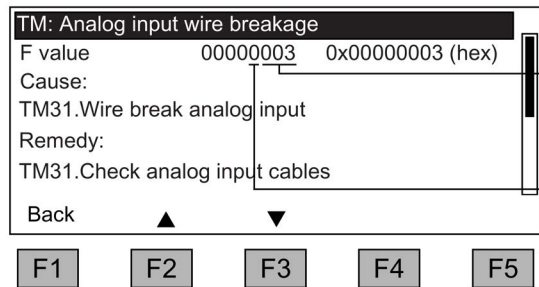 TM: Analog input wire breakage
F value 00000003 0x00000003 (hex)
Cause:
TM31.Wire break analog input
Remedy:
TM31.Check analog input cables
Back ▲ ▼
F1 F2 F3 F4 F5